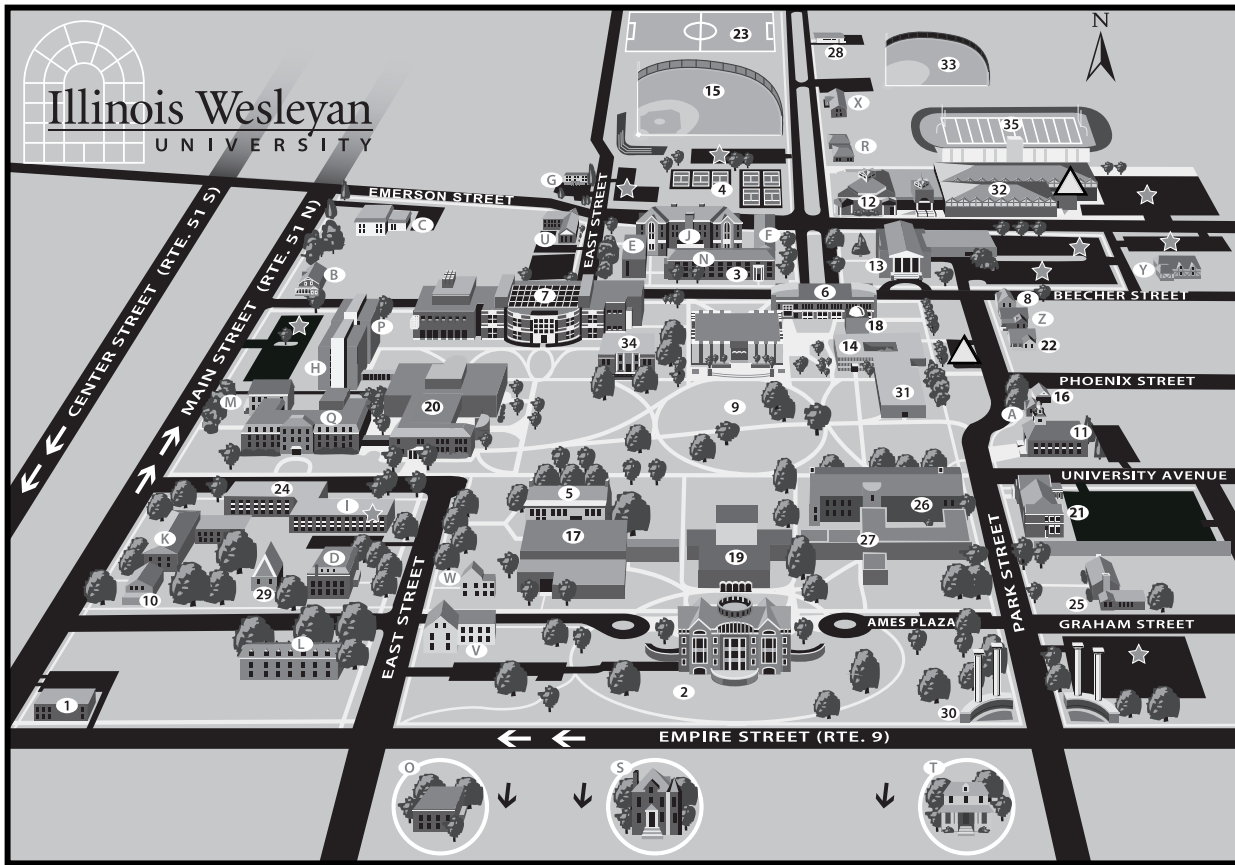 Illinois Wesleyan
UNIVERSITY
N
23
28
33
15
X
35
R
G
4
32
12
EMERSON STREET
C
U
EAST STREET
J
F
E
N
3
13
Y
B
7
6
8
BEECHER STREET
P
18
Z
34
14
22
H
CENTER STREET (RTE. 51 S)
MAIN STREET (RTE. 51 N)
PHOENIX STREET
M
31
16
Q
20
9
A
11
UNIVERSITY AVENUE
24
5
I
26
21
17
K
27
19
D
W
10
29
25
EAST STREET
AMES PLAZA
PARK STREET
GRAHAM STREET
L
V
2
1
30
EMPIRE STREET (RTE. 9)
O
S
T